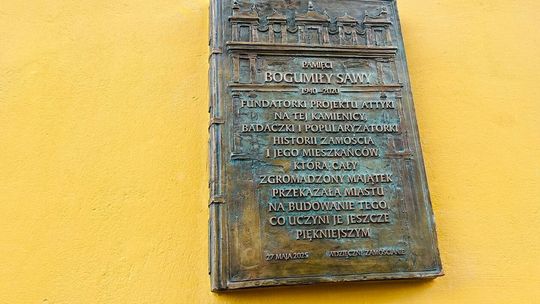 PAMIĘCI
BOGUMIŁY SAWY
1940-2020
FUNDATORKI PROJEKTU ATTYKI
NA TEJ KAMIENICY,
BADACZKI I POPULARYZATORKI
HISTORII ZAMOŚCIA
I JEGO MIESZKAŃCÓW,
KTÓRA CAŁY
ZGROMADZONY MAJĄTEK
PRZEKAZAŁA MIASTU
NA BUDOWANIE TEGO,
CO UCZYNI JE JESZCZE
PIĘKNIEJSZYM
27 MAJA 2025 WDZIĘCZNI ZAMOŚCIANIE